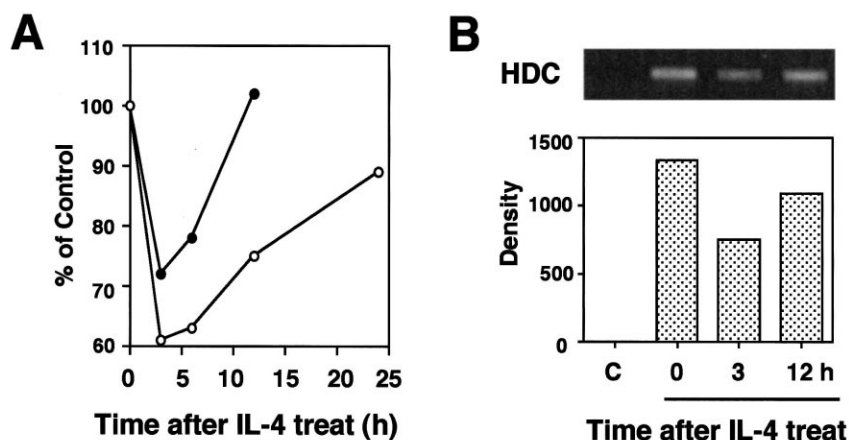 A
110
100
90
80
70
60
% of Control
0 5 10 15 20 25
Time after IL-4 treat (h)
B
HDC
1500
1000
500
0
Density
C 0 3 12 h
Time after IL-4 treat